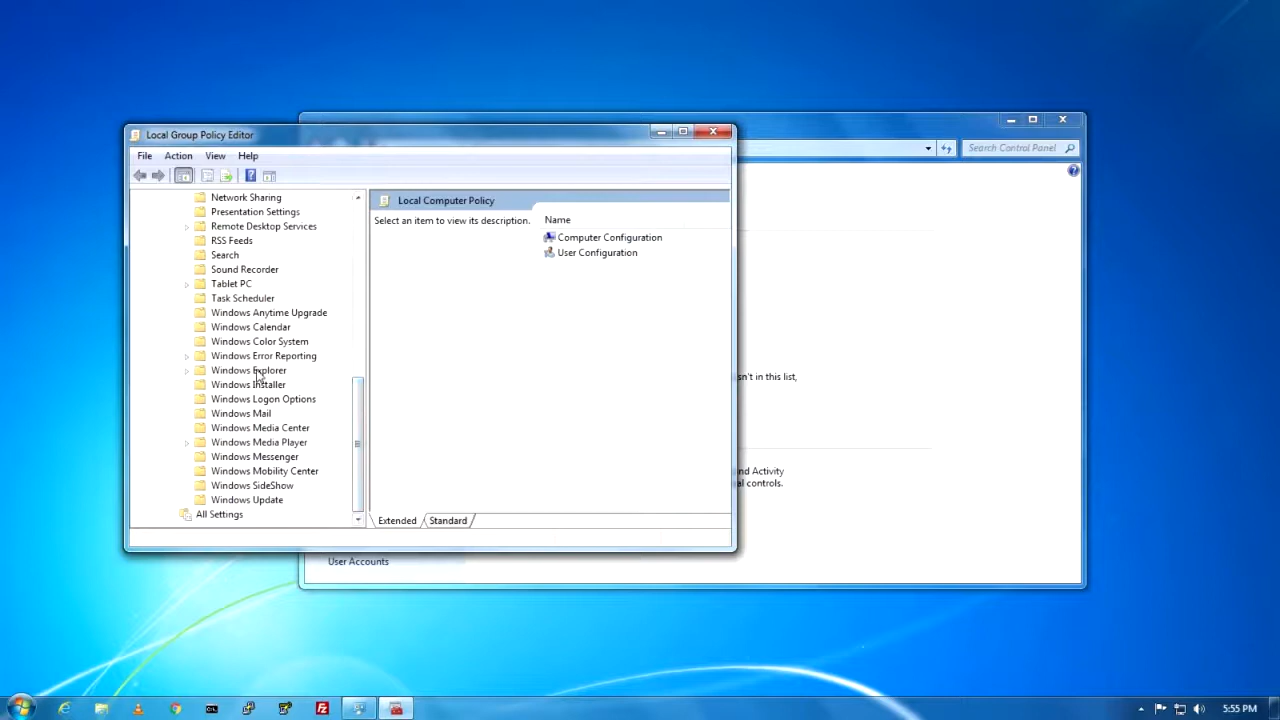 Local Group Policy Editor
File Action View Help
Search Control Panel
Network Sharing
Presentation Settings
Remote Desktop Services
RSS Feeds
Search
Sound Recorder
Tablet PC
Task Scheduler
Windows Anytime Upgrade
Windows Calendar
Windows Color System
Windows Error Reporting
Windows Explorer
Windows Installer
Windows Logon Options
Windows Mail
Windows Media Center
Windows Media Player
Windows Messenger
Windows Mobility Center
Windows SideShow
Windows Update
All Settings
Local Computer Policy
Select an item to view its description.
Name
Computer Configuration
User Configuration
Extended Standard
sn't in this list,
nd Activity
al controls.
User Accounts
5:55 PM